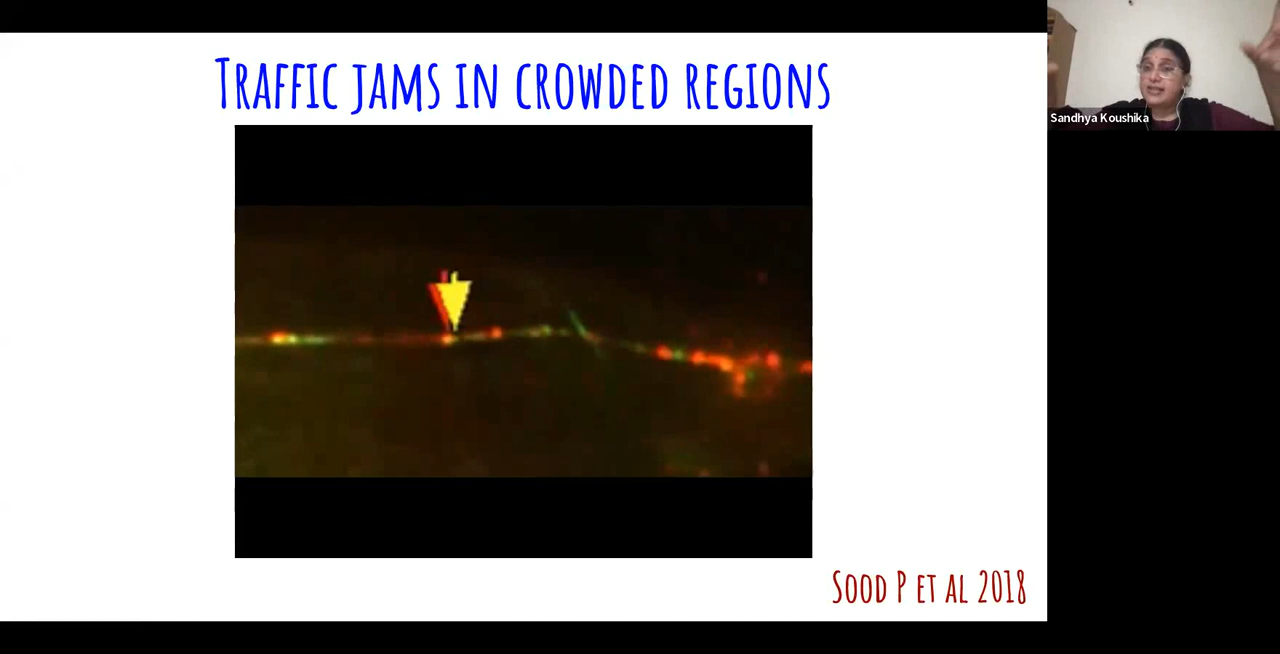 Traffic jams in crowded regions
Sandhya Koushika
Sood P et al 2018